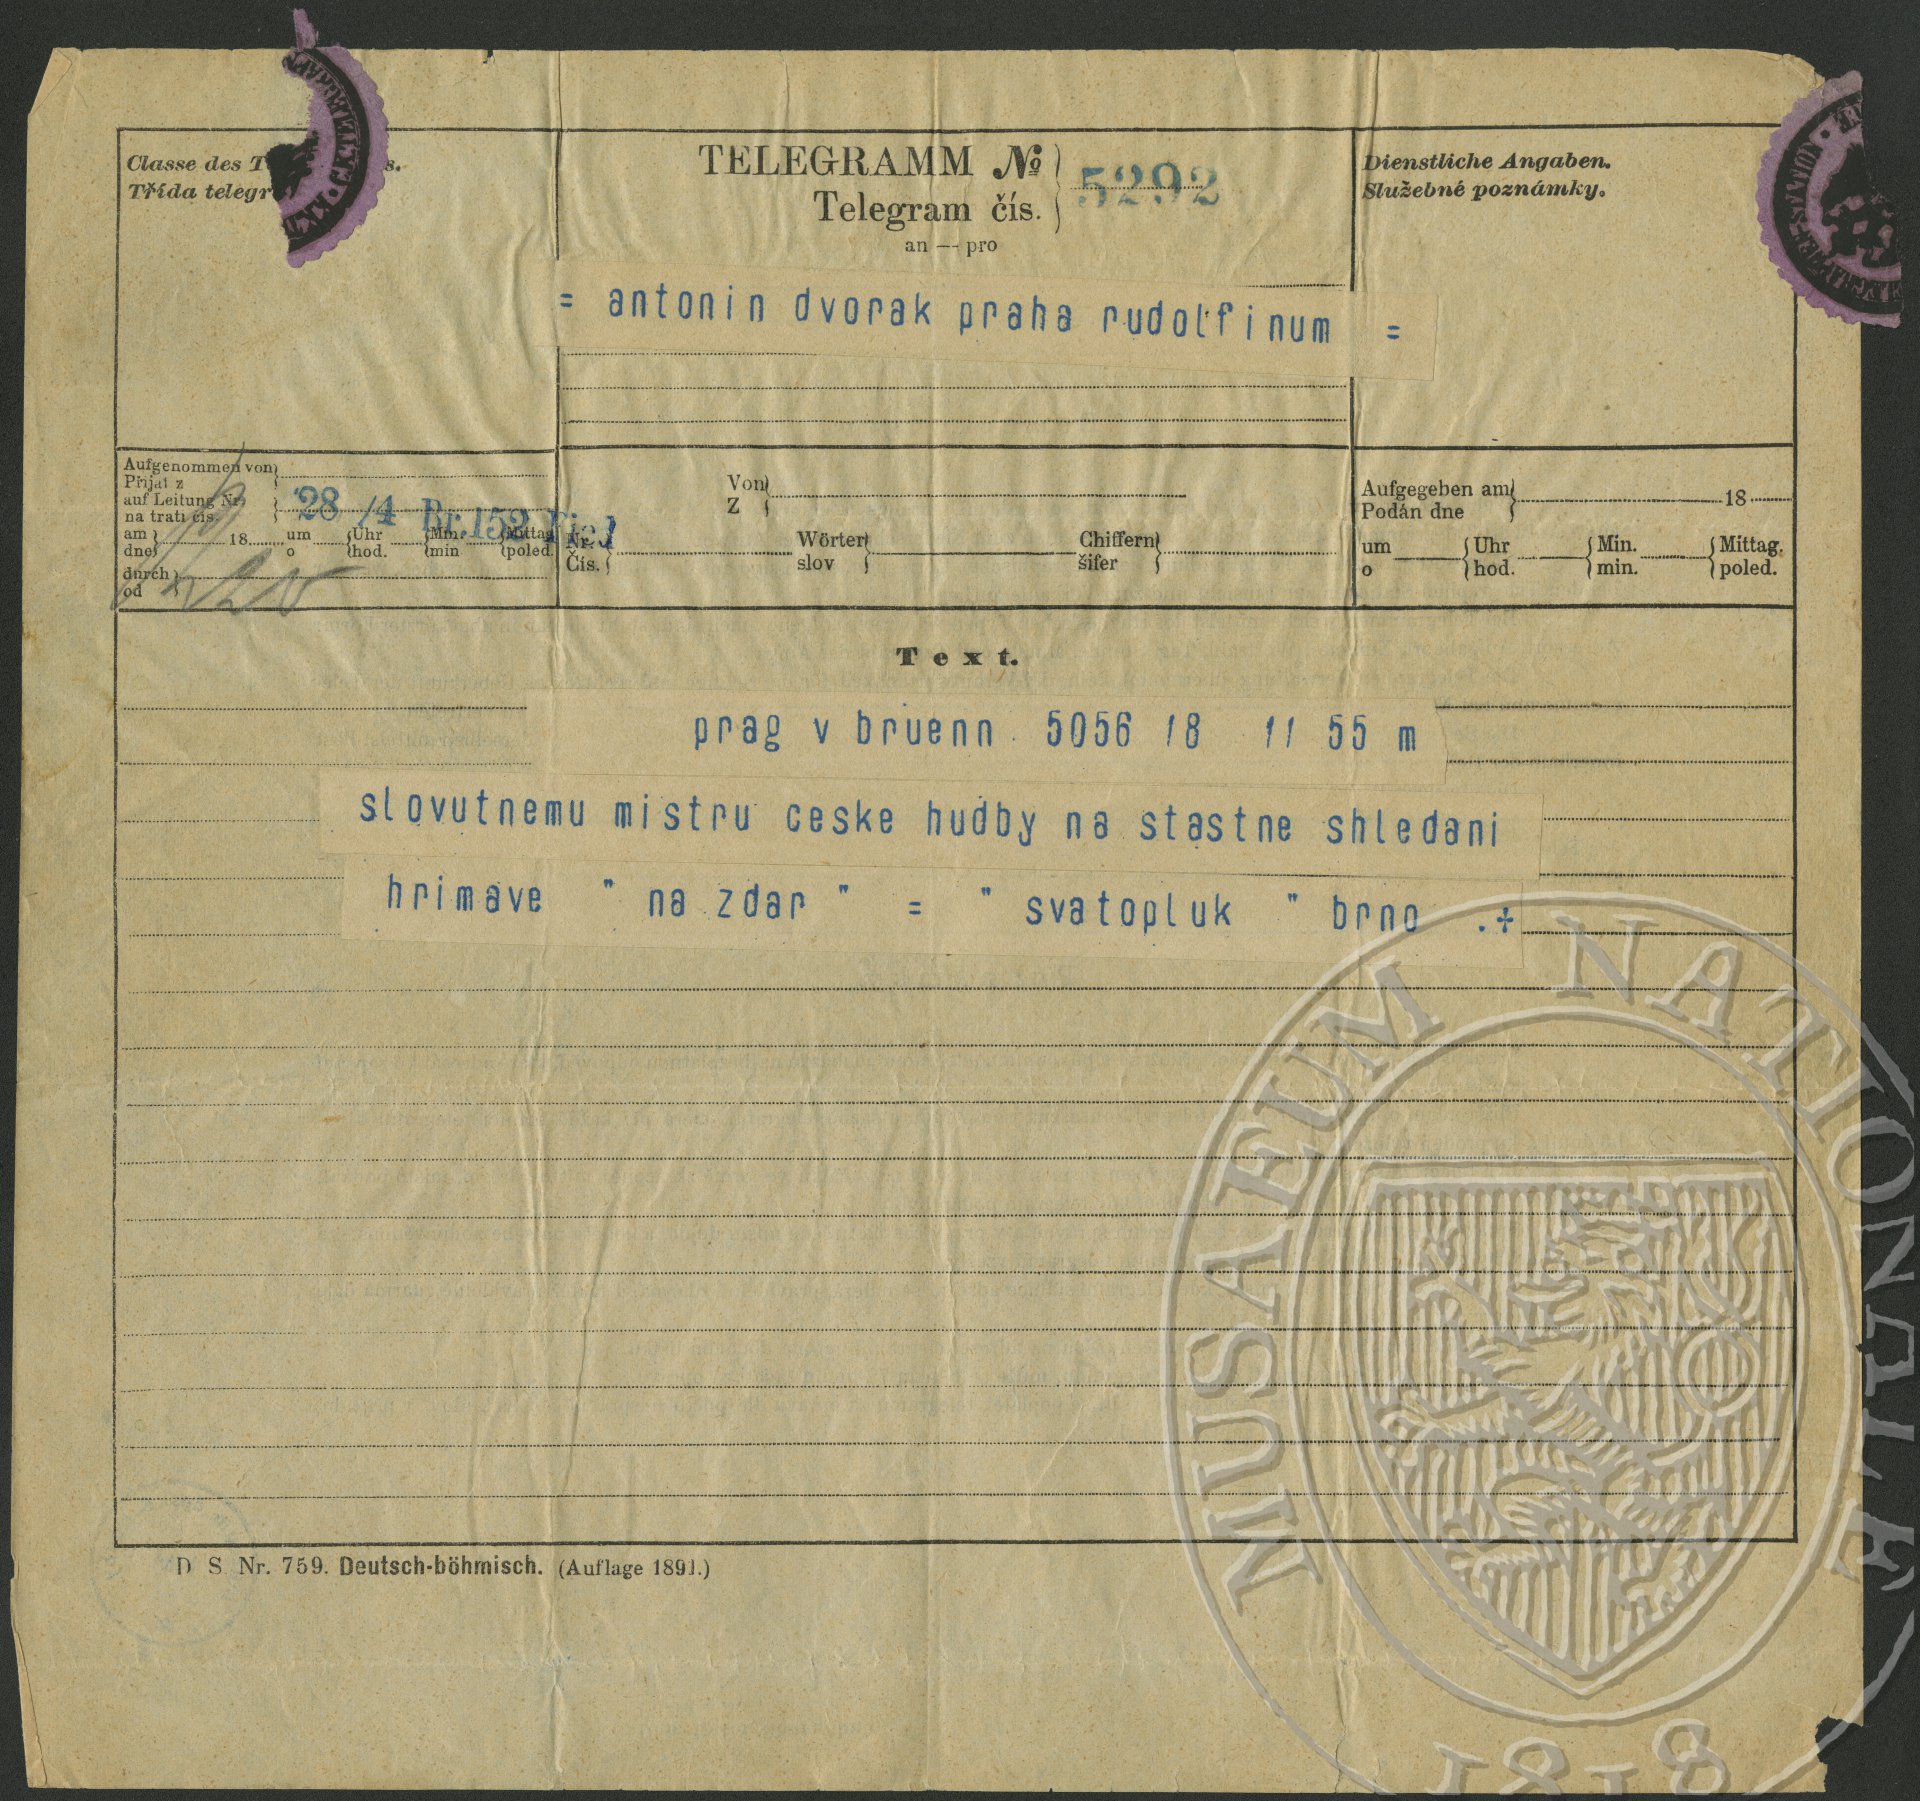 Classe des T s.
Třída telegr
TELEGRAMM №
Telegram čís.
5292
an — pro
Dienstliche Angaben.
Služebné poznámky.
= antonin dvorak praha rudolfinum =
Aufgenommen von
Přijat z
auf Leitung Nr.
na trati čís.
28 /4 Br. 152
am 18 um Uhr Min. Mittag
dne o hod. min poled.
durch
od
Von
Z
Nr.
Čís.
Wörter
slov
Chiffern
šifer
Aufgegeben am 18
Podán dne
um Uhr Min. Mittag.
o hod. min. poled.
Text.
prag v bruenn 5056 18 11 55 m
slovutnemu mistru ceske hudby na stastne shledani
hrimave " na zdar " = " svatopluk " brno .+
D S Nr. 759. Deutsch-böhmisch. (Auflage 1891.)
MUSAEUM NATIONALE
1818